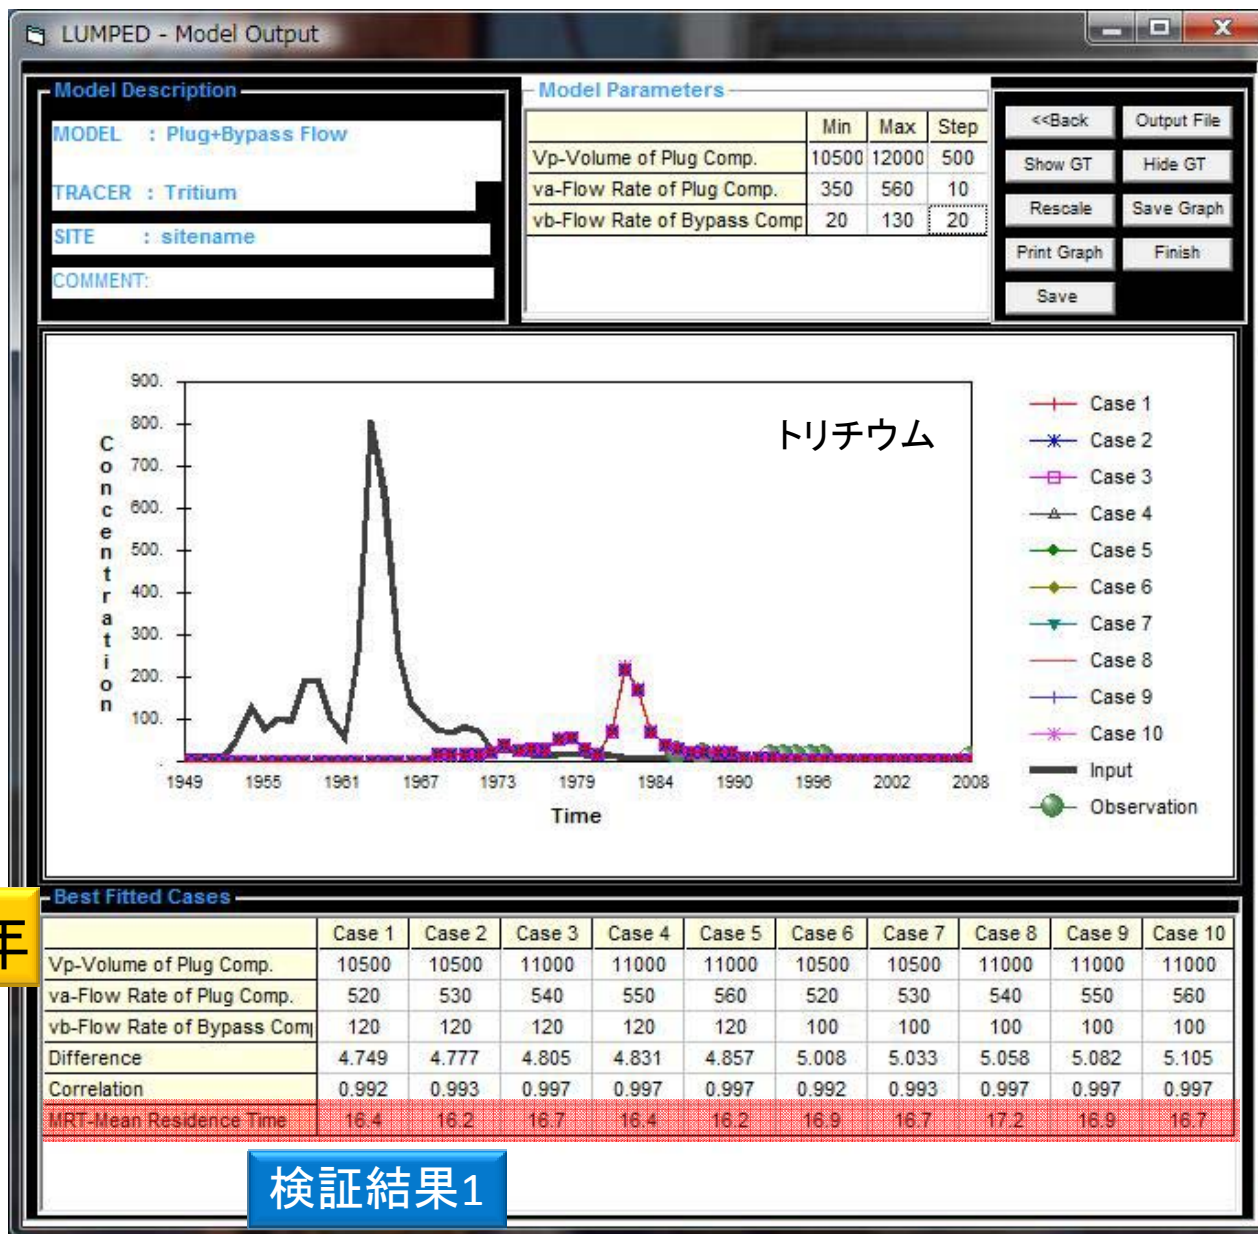 LUMPED - Model Output
Model Description
MODEL : Plug+Bypass Flow
TRACER : Tritium
SITE : sitename
COMMENT:
Model Parameters
Min Max Step
Vp-Volume of Plug Comp. 10500 12000 500
va-Flow Rate of Plug Comp. 350 560 10
vb-Flow Rate of Bypass Comp 20 130 20
<<Back Output File
Show GT Hide GT
Rescale Save Graph
Print Graph Finish
Save
トリチウム
Concentration
900.
800.
700.
600.
500.
400.
300.
200.
100.
.
1949 1955 1961 1967 1973 1979 1984 1990 1996 2002 2008
Time
Case 1
Case 2
Case 3
Case 4
Case 5
Case 6
Case 7
Case 8
Case 9
Case 10
Input
Observation
年
Best Fitted Cases
Case 1 Case 2 Case 3 Case 4 Case 5 Case 6 Case 7 Case 8 Case 9 Case 10
Vp-Volume of Plug Comp. 10500 10500 11000 11000 11000 10500 10500 11000 11000 11000
va-Flow Rate of Plug Comp. 520 530 540 550 560 520 530 540 550 560
vb-Flow Rate of Bypass Com 120 120 120 120 120 100 100 100 100 100
Difference 4.749 4.777 4.805 4.831 4.857 5.008 5.033 5.058 5.082 5.105
Correlation 0.992 0.993 0.997 0.997 0.997 0.992 0.993 0.997 0.997 0.997
MRT-Mean Residence Time 16.4 16.2 16.7 16.4 16.2 16.9 16.7 17.2 16.9 16.7
検証結果1